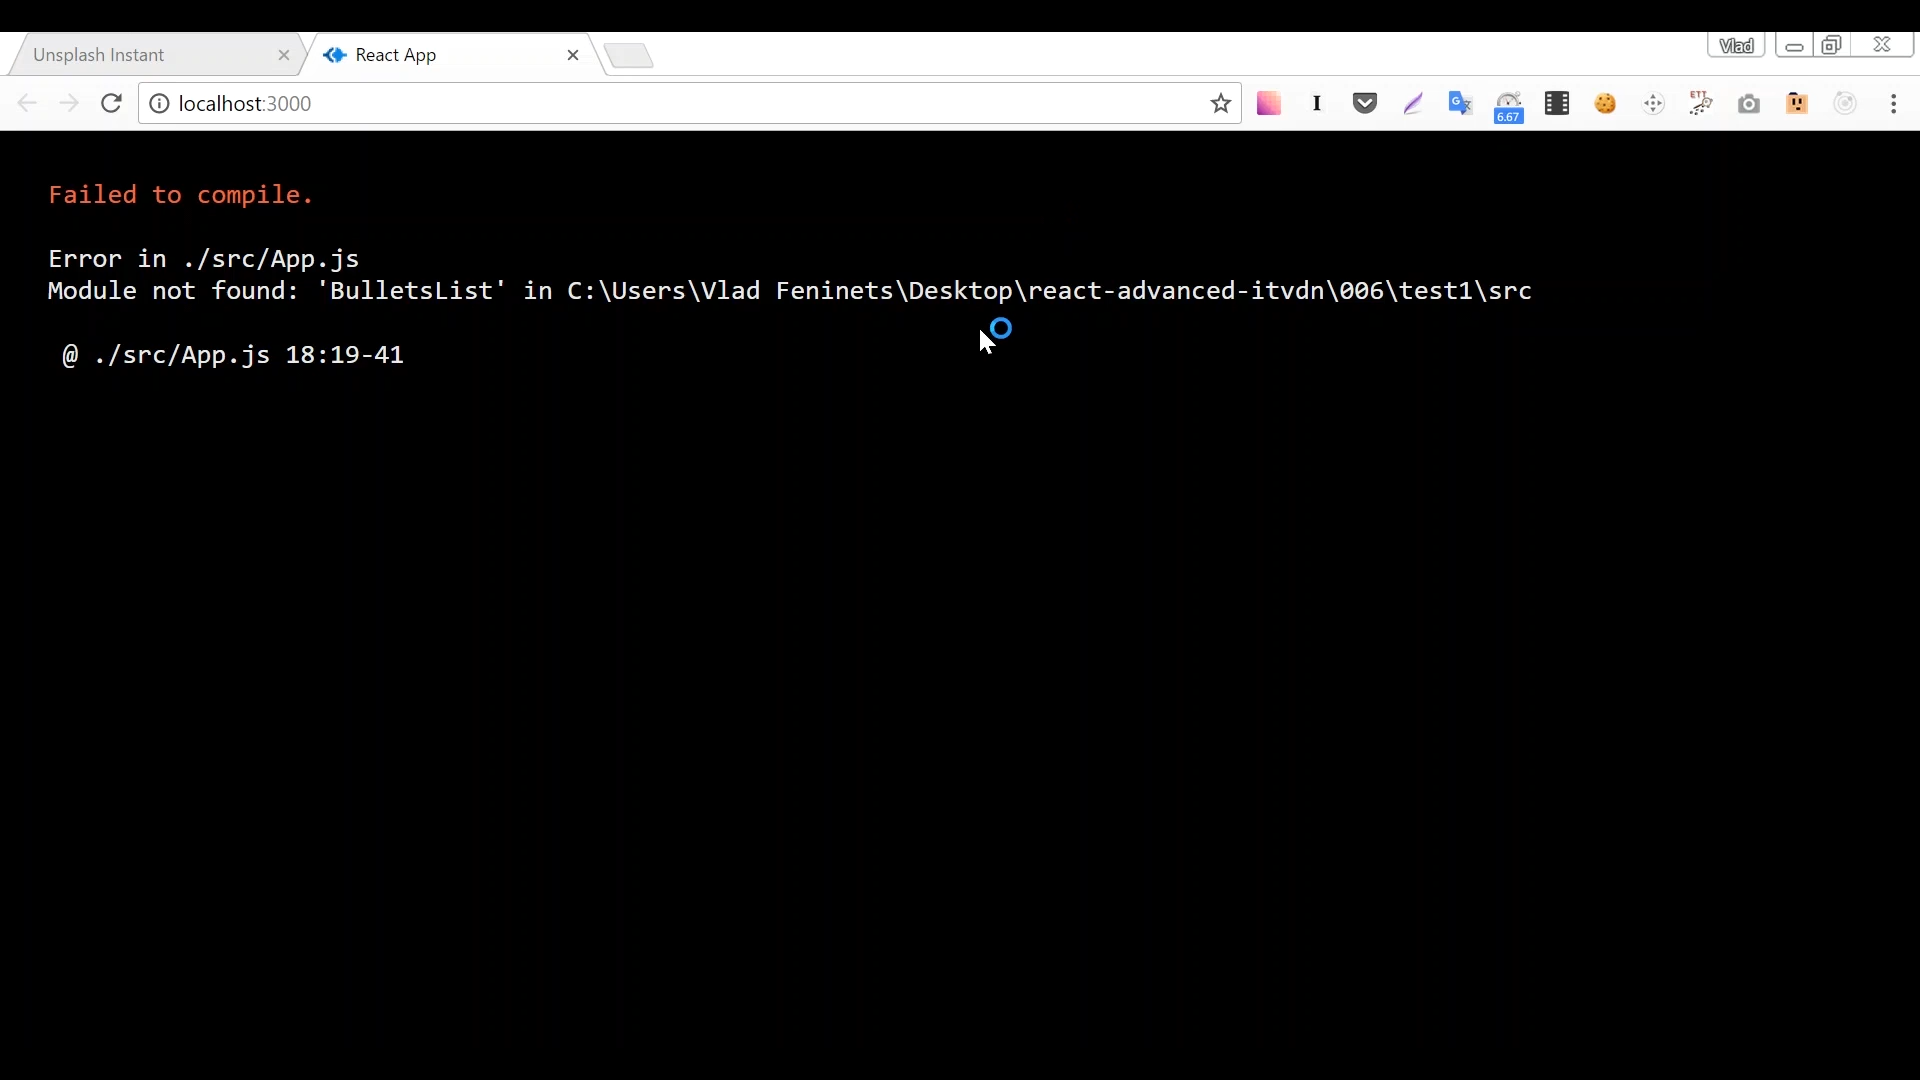 Unsplash Instant
React App
Vlad
localhost:3000
I
6.67
ETT
Failed to compile.
Error in ./src/App.js
Module not found: 'BulletsList' in C:\Users\Vlad Feninets\Desktop\react-advanced-itvdn\006\test1\src
@ ./src/App.js 18:19-41